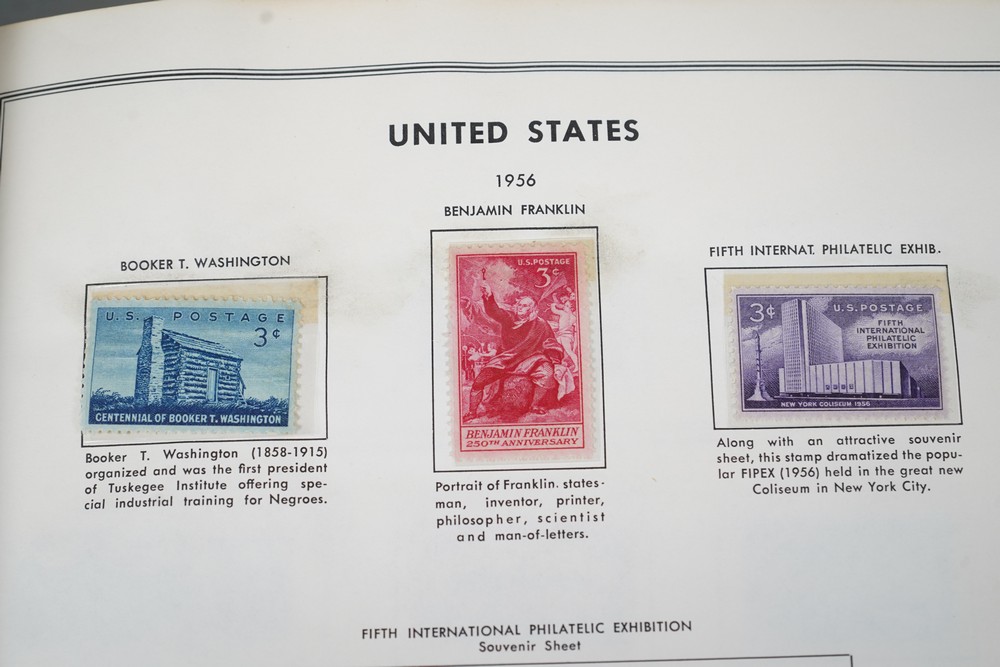 UNITED STATES
1956
BOOKER T. WASHINGTON
U.S. POSTAGE
3¢
CENTENNIAL OF BOOKER T. WASHINGTON
Booker T. Washington (1858-1915)
organized and was the first president
of Tuskegee Institute offering spe-
cial industrial training for Negroes.
BENJAMIN FRANKLIN
U.S. POSTAGE
3¢
BENJAMIN FRANKLIN
250TH ANNIVERSARY
Portrait of Franklin. states-
man, inventor, printer,
philosopher, scientist
and man-of-letters.
FIFTH INTERNAT. PHILATELIC EXHIB.
3¢ U.S. POSTAGE
FIFTH
INTERNATIONAL
PHILATELIC
EXHIBITION
NEW YORK COLISEUM 1956
Along with an attractive souvenir
sheet, this stamp dramatized the popu-
lar FIPEX (1956) held in the great new
Coliseum in New York City.
FIFTH INTERNATIONAL PHILATELIC EXHIBITION
Souvenir Sheet